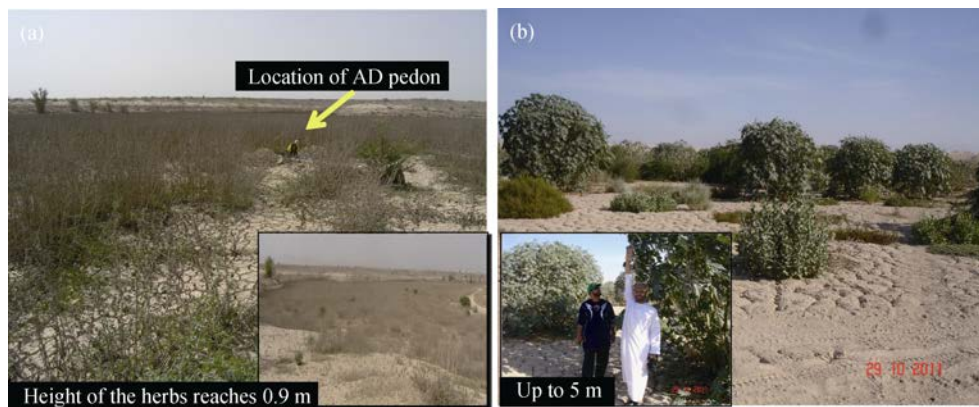 (a)
Location of AD pedon
Height of the herbs reaches 0.9 m
(b)
Up to 5 m
29 10 2011